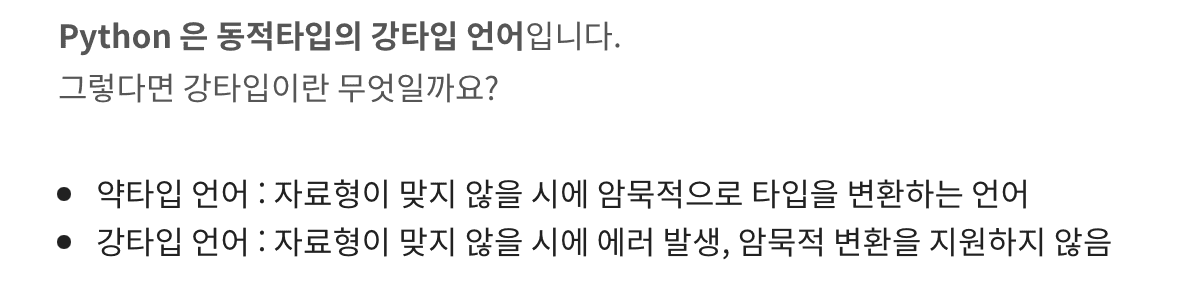 Python 은 동적타입의 강타입 언어입니다.
그렇다면 강타입이란 무엇일까요?
● 약타입 언어 : 자료형이 맞지 않을 시에 암묵적으로 타입을 변환하는 언어
● 강타입 언어 : 자료형이 맞지 않을 시에 에러 발생, 암묵적 변환을 지원하지 않음